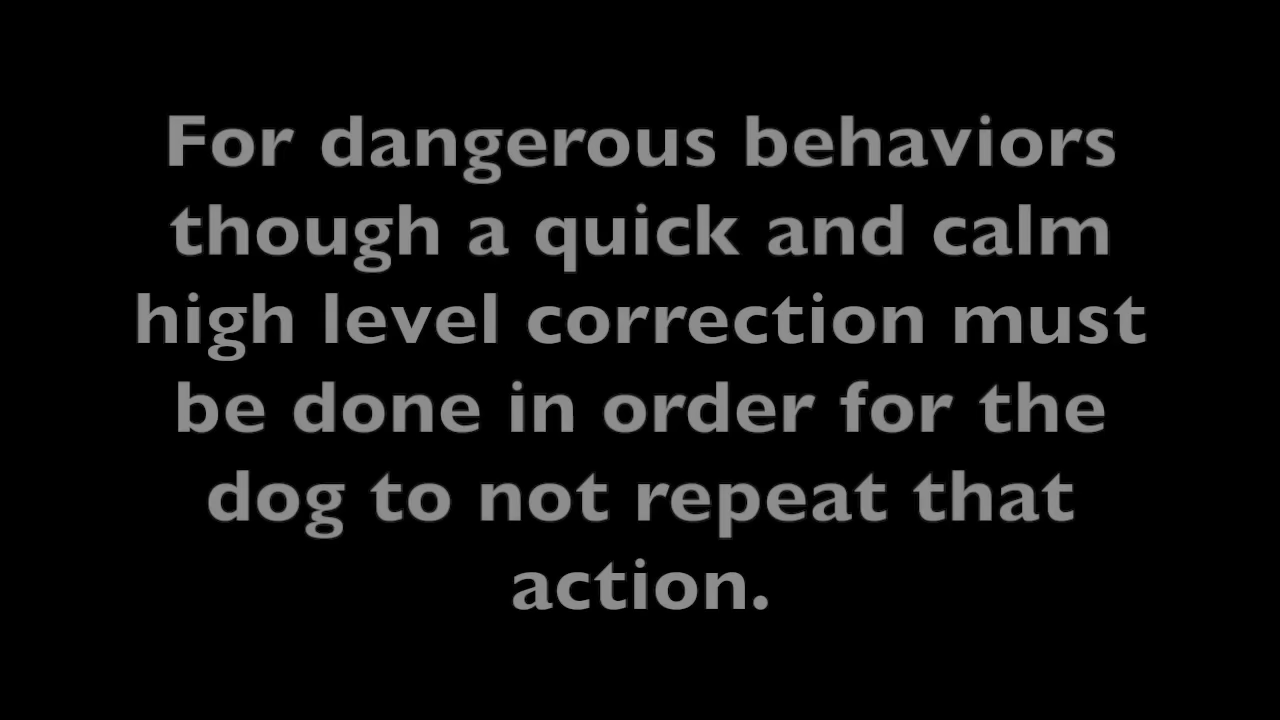 For dangerous behaviors
though a quick and calm
high level correction must
be done in order for the
dog to not repeat that
action.